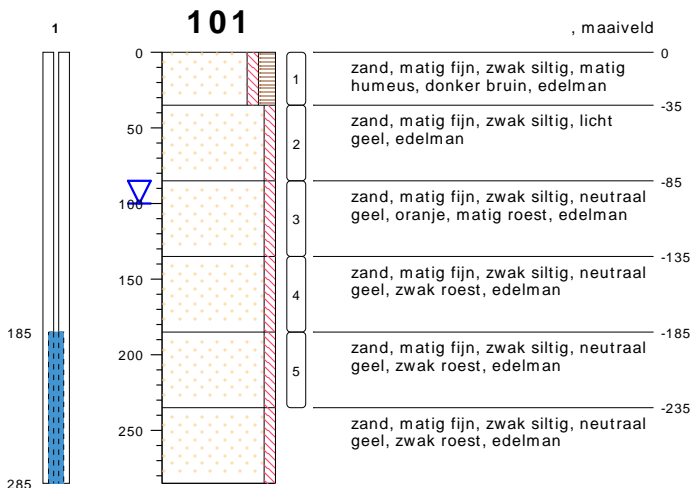 101
1
, maaiveld
0
50
100
150
200
250
185
285
1
2
3
4
5
0
zand, matig fijn, zwak siltig, matig
humeus, donker bruin, edelman
-35
zand, matig fijn, zwak siltig, licht
geel, edelman
-85
zand, matig fijn, zwak siltig, neutraal
geel, oranje, matig roest, edelman
-135
zand, matig fijn, zwak siltig, neutraal
geel, zwak roest, edelman
-185
zand, matig fijn, zwak siltig, neutraal
geel, zwak roest, edelman
-235
zand, matig fijn, zwak siltig, neutraal
geel, zwak roest, edelman